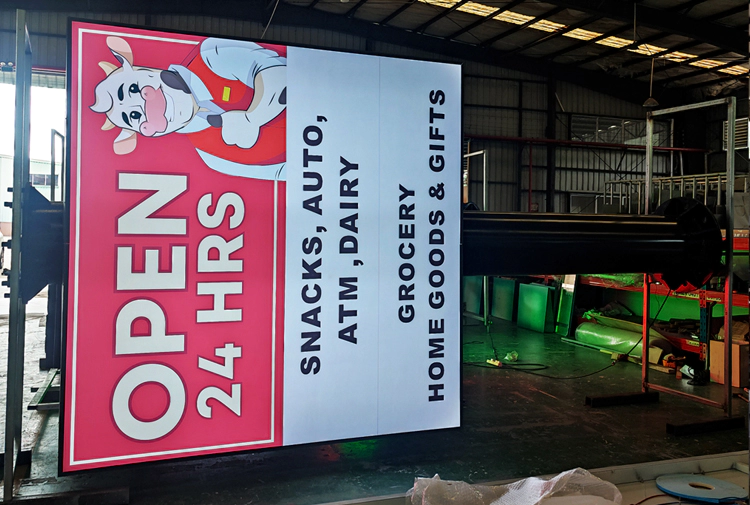 OPEN
24 HRS
SNACKS, AUTO,
ATM ,DAIRY
GROCERY
HOME GOODS & GIFTS